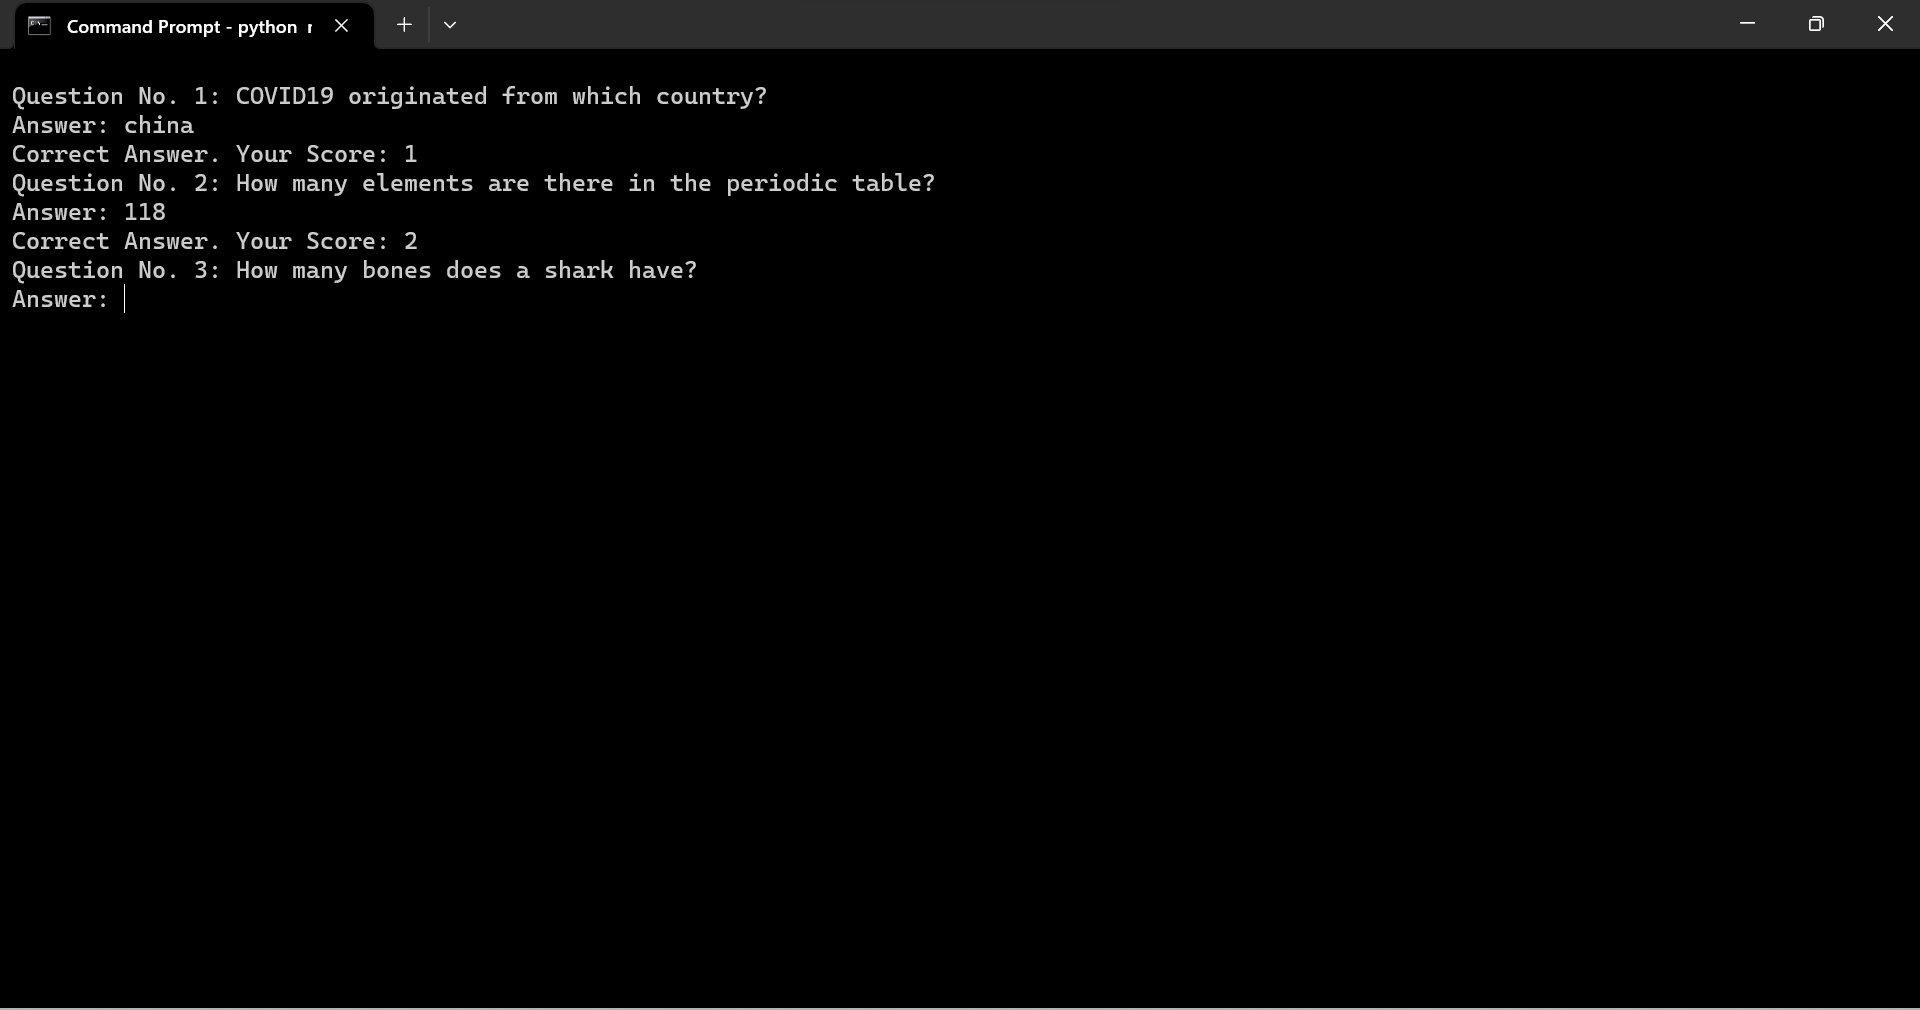 Command Prompt - python
Question No. 1: COVID19 originated from which country?
Answer: china
Correct Answer. Your Score: 1
Question No. 2: How many elements are there in the periodic table?
Answer: 118
Correct Answer. Your Score: 2
Question No. 3: How many bones does a shark have?
Answer: